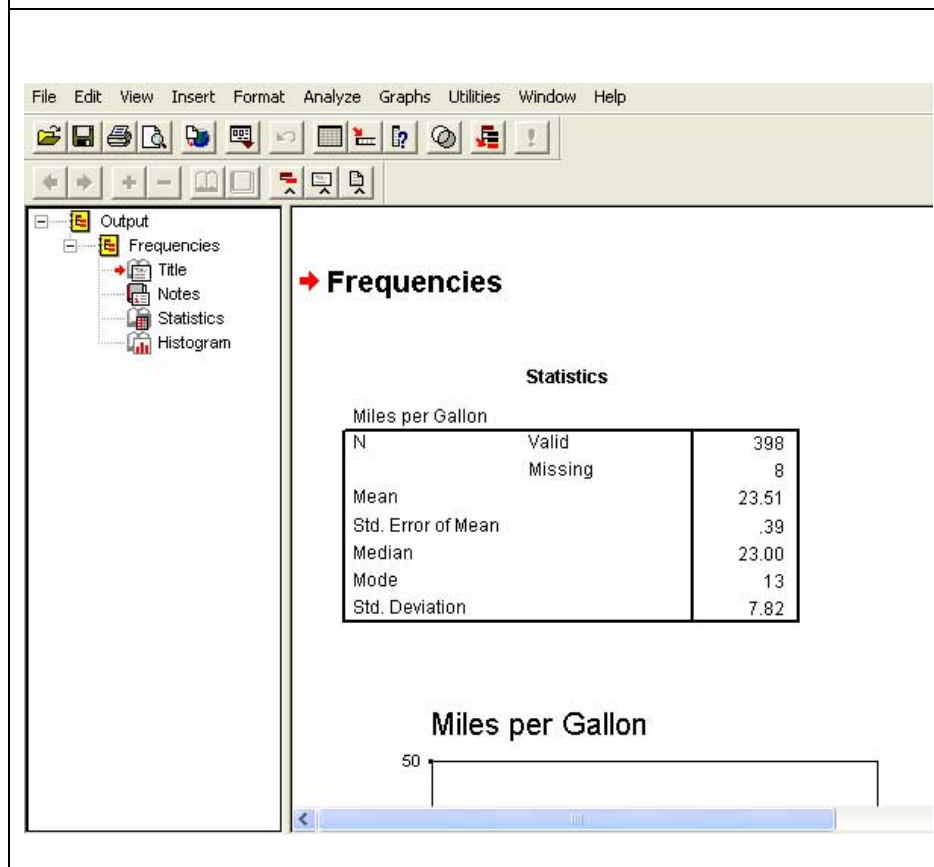 File Edit View Insert Format Analyze Graphs Utilities Window Help
Output
Frequencies
Title
Notes
Statistics
Histogram
Frequencies
Statistics
Miles per Gallon
N Valid 398
Missing 8
Mean 23.51
Std. Error of Mean .39
Median 23.00
Mode 13
Std. Deviation 7.82
Miles per Gallon
50